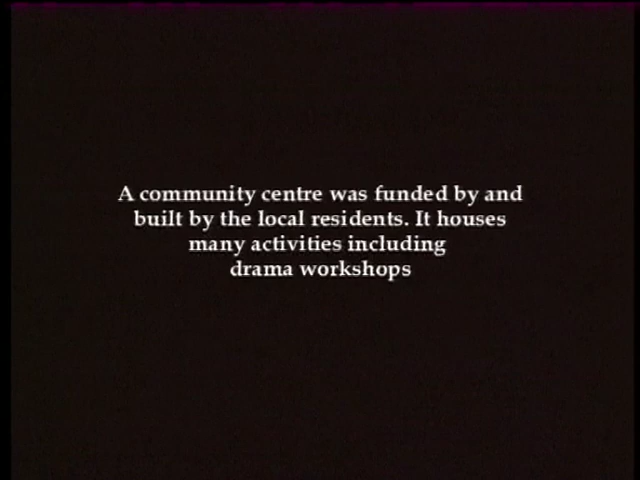 A community centre was funded by and
built by the local residents. It houses
many activities including
drama workshops